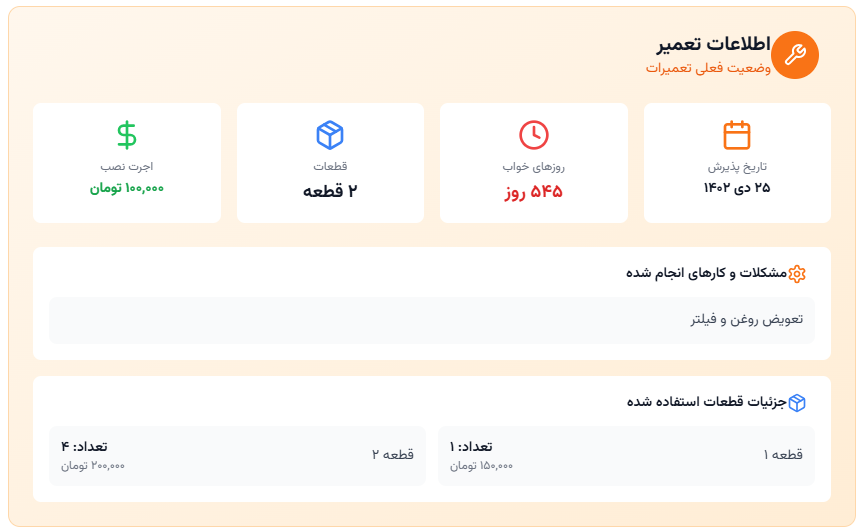 اطلاعات تعمیر
وضعیت فعلی تعمیرات
تاریخ پذیرش
۲۵ دی ۱۴۰۲
روزهای خواب
۵۴۵ روز
قطعات
۲ قطعه
اجرت نصب
۱۰۰,۰۰۰ تومان
مشکلات و کارهای انجام شده
تعویض روغن و فیلتر
جزئیات قطعات استفاده شده
قطعه ۱
تعداد: ۱
۱۵۰,۰۰۰ تومان
قطعه ۲
تعداد: ۴
۲۰۰,۰۰۰ تومان